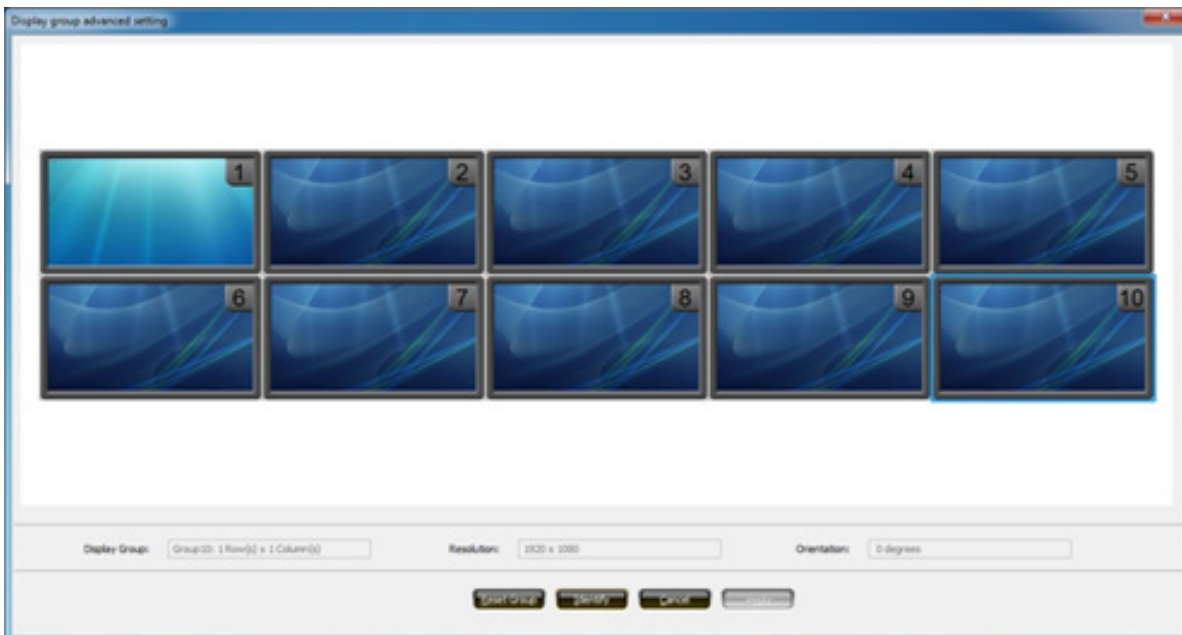 Display group advanced setting
1
2
3
4
5
6
7
8
9
10
Display Group: Group10: 1 Row(s) x 1 Column(s)
Resolution: 1920 x 1080
Orientation: 0 degrees
Reset Group
Identify
Cancel